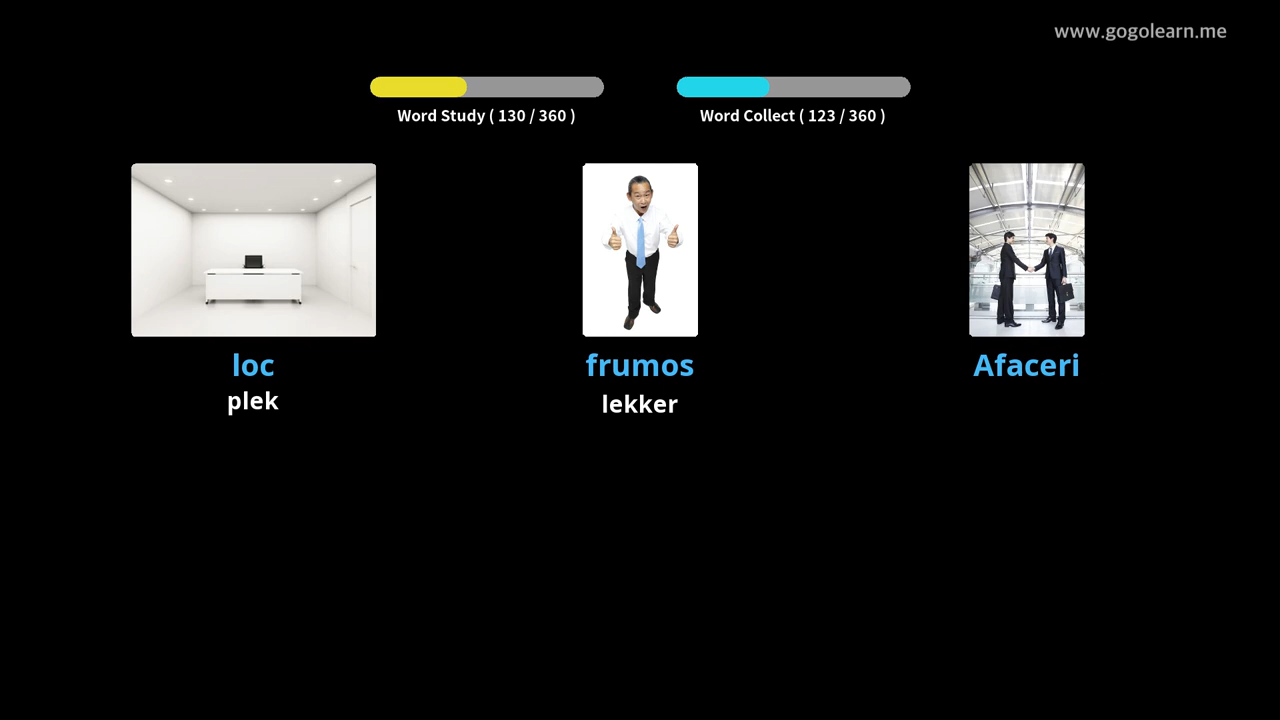 www.gogolearn.me
Word Study ( 130 / 360 )
Word Collect ( 123 / 360 )
loc
plek
frumos
lekker
Afaceri